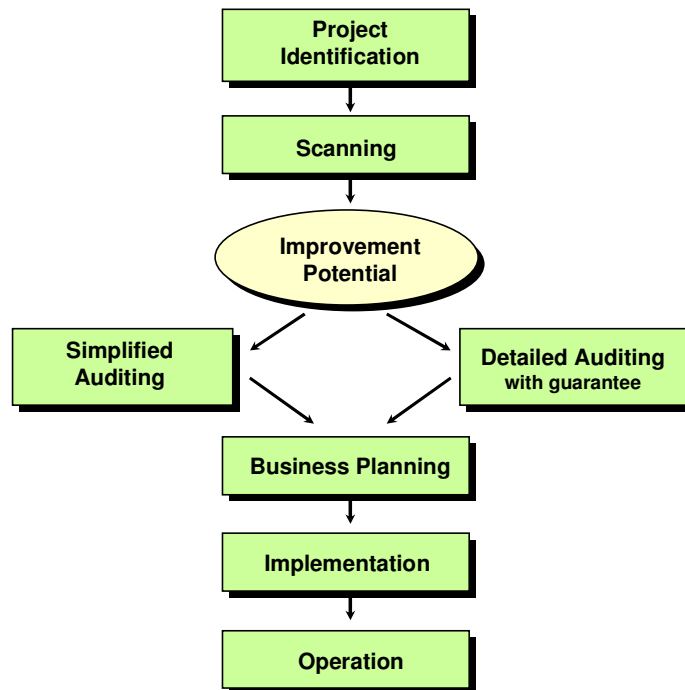 Project
Identification
Scanning
Improvement
Potential
Simplified
Auditing
Detailed Auditing
with guarantee
Business Planning
Implementation
Operation